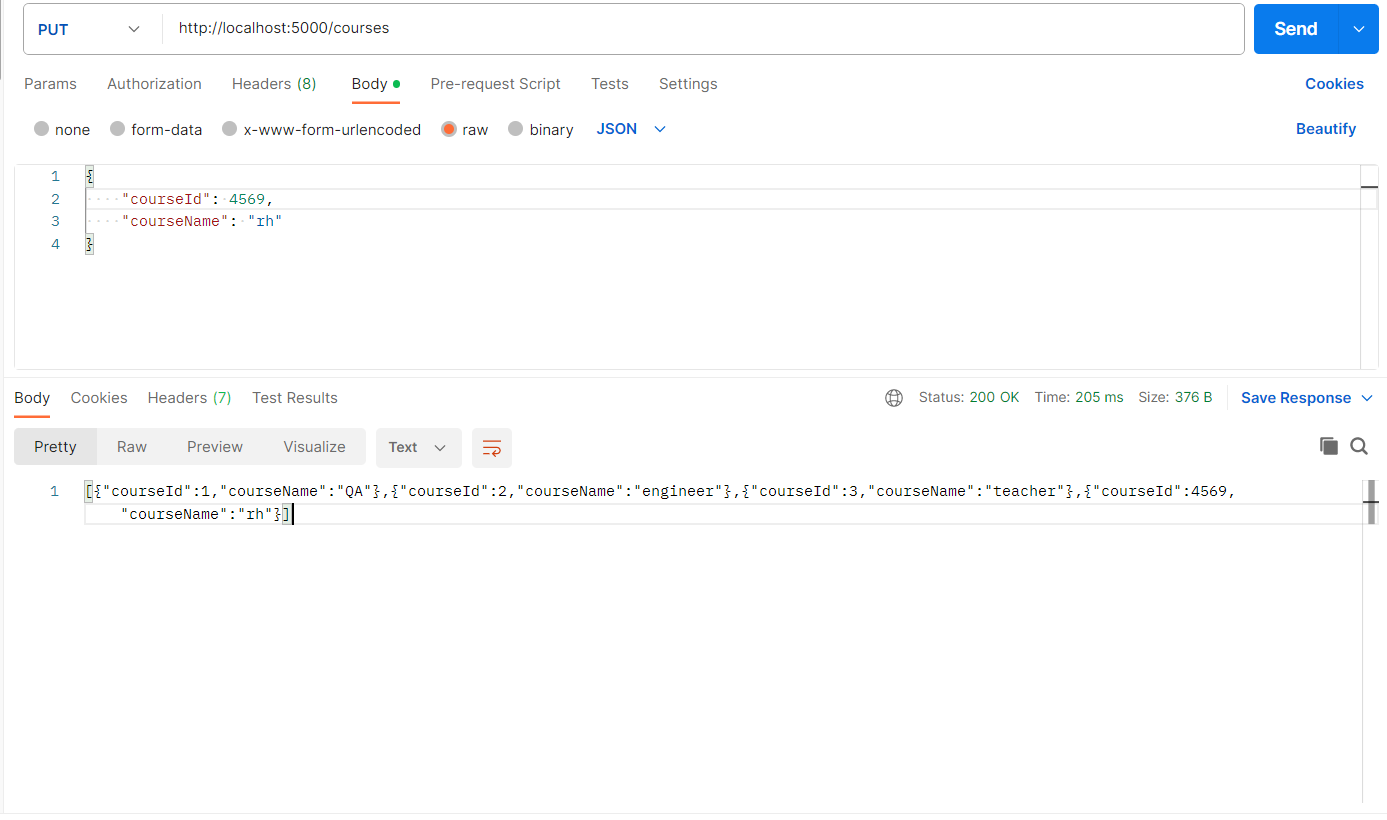 PUT http://localhost:5000/courses Send
Params Authorization Headers (8) Body Pre-request Script Tests Settings Cookies
none form-data x-www-form-urlencoded raw binary JSON Beautify
1 {
2 "courseId": 4569,
3 "courseName": "rh"
4 }
Body Cookies Headers (7) Test Results Status: 200 OK Time: 205 ms Size: 376 B Save Response
Pretty Raw Preview Visualize Text
1 [{"courseId":1,"courseName":"QA"},{"courseId":2,"courseName":"engineer"},{"courseId":3,"courseName":"teacher"},{"courseId":4569,
"courseName":"rh"}]